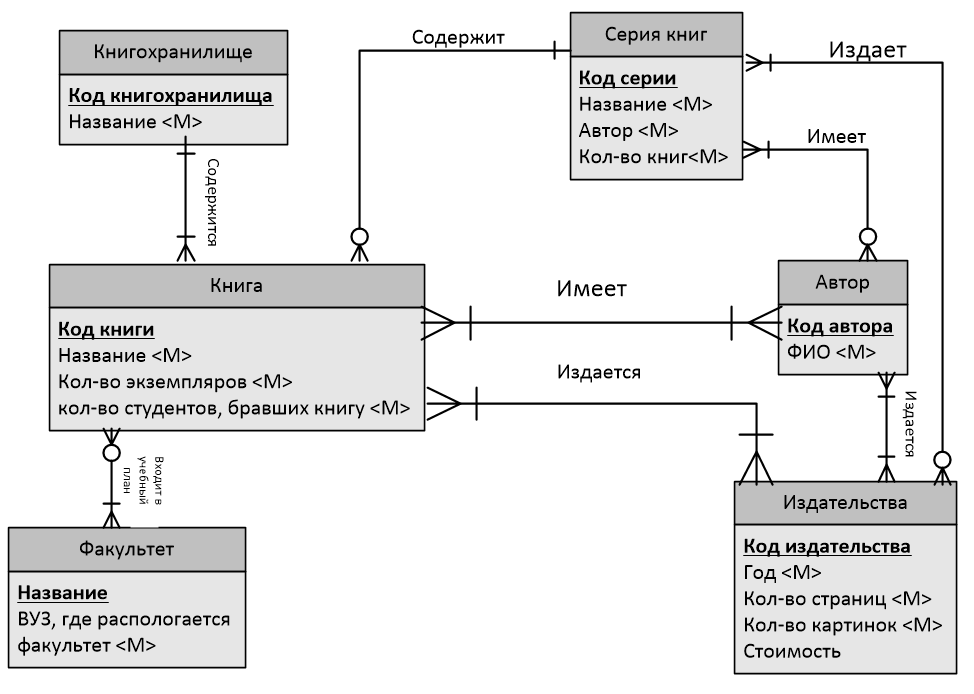 Книгохранилище
Код книгохранилища
Название <M>
Содержит
Серия книг
Код серии
Название <M>
Автор <M>
Кол-во книг<M>
Издает
Имеет
Содержится
Книга
Код книги
Название <M>
Кол-во экземпляров <M>
кол-во студентов, бравших книгу <M>
Имеет
Автор
Код автора
ФИО <M>
Издается
Издается
Входит в
учебный
план
Факультет
Название
ВУЗ, где распологается
факультет <M>
Издательства
Код издательства
Год <M>
Кол-во страниц <M>
Кол-во картинок <M>
Стоимость